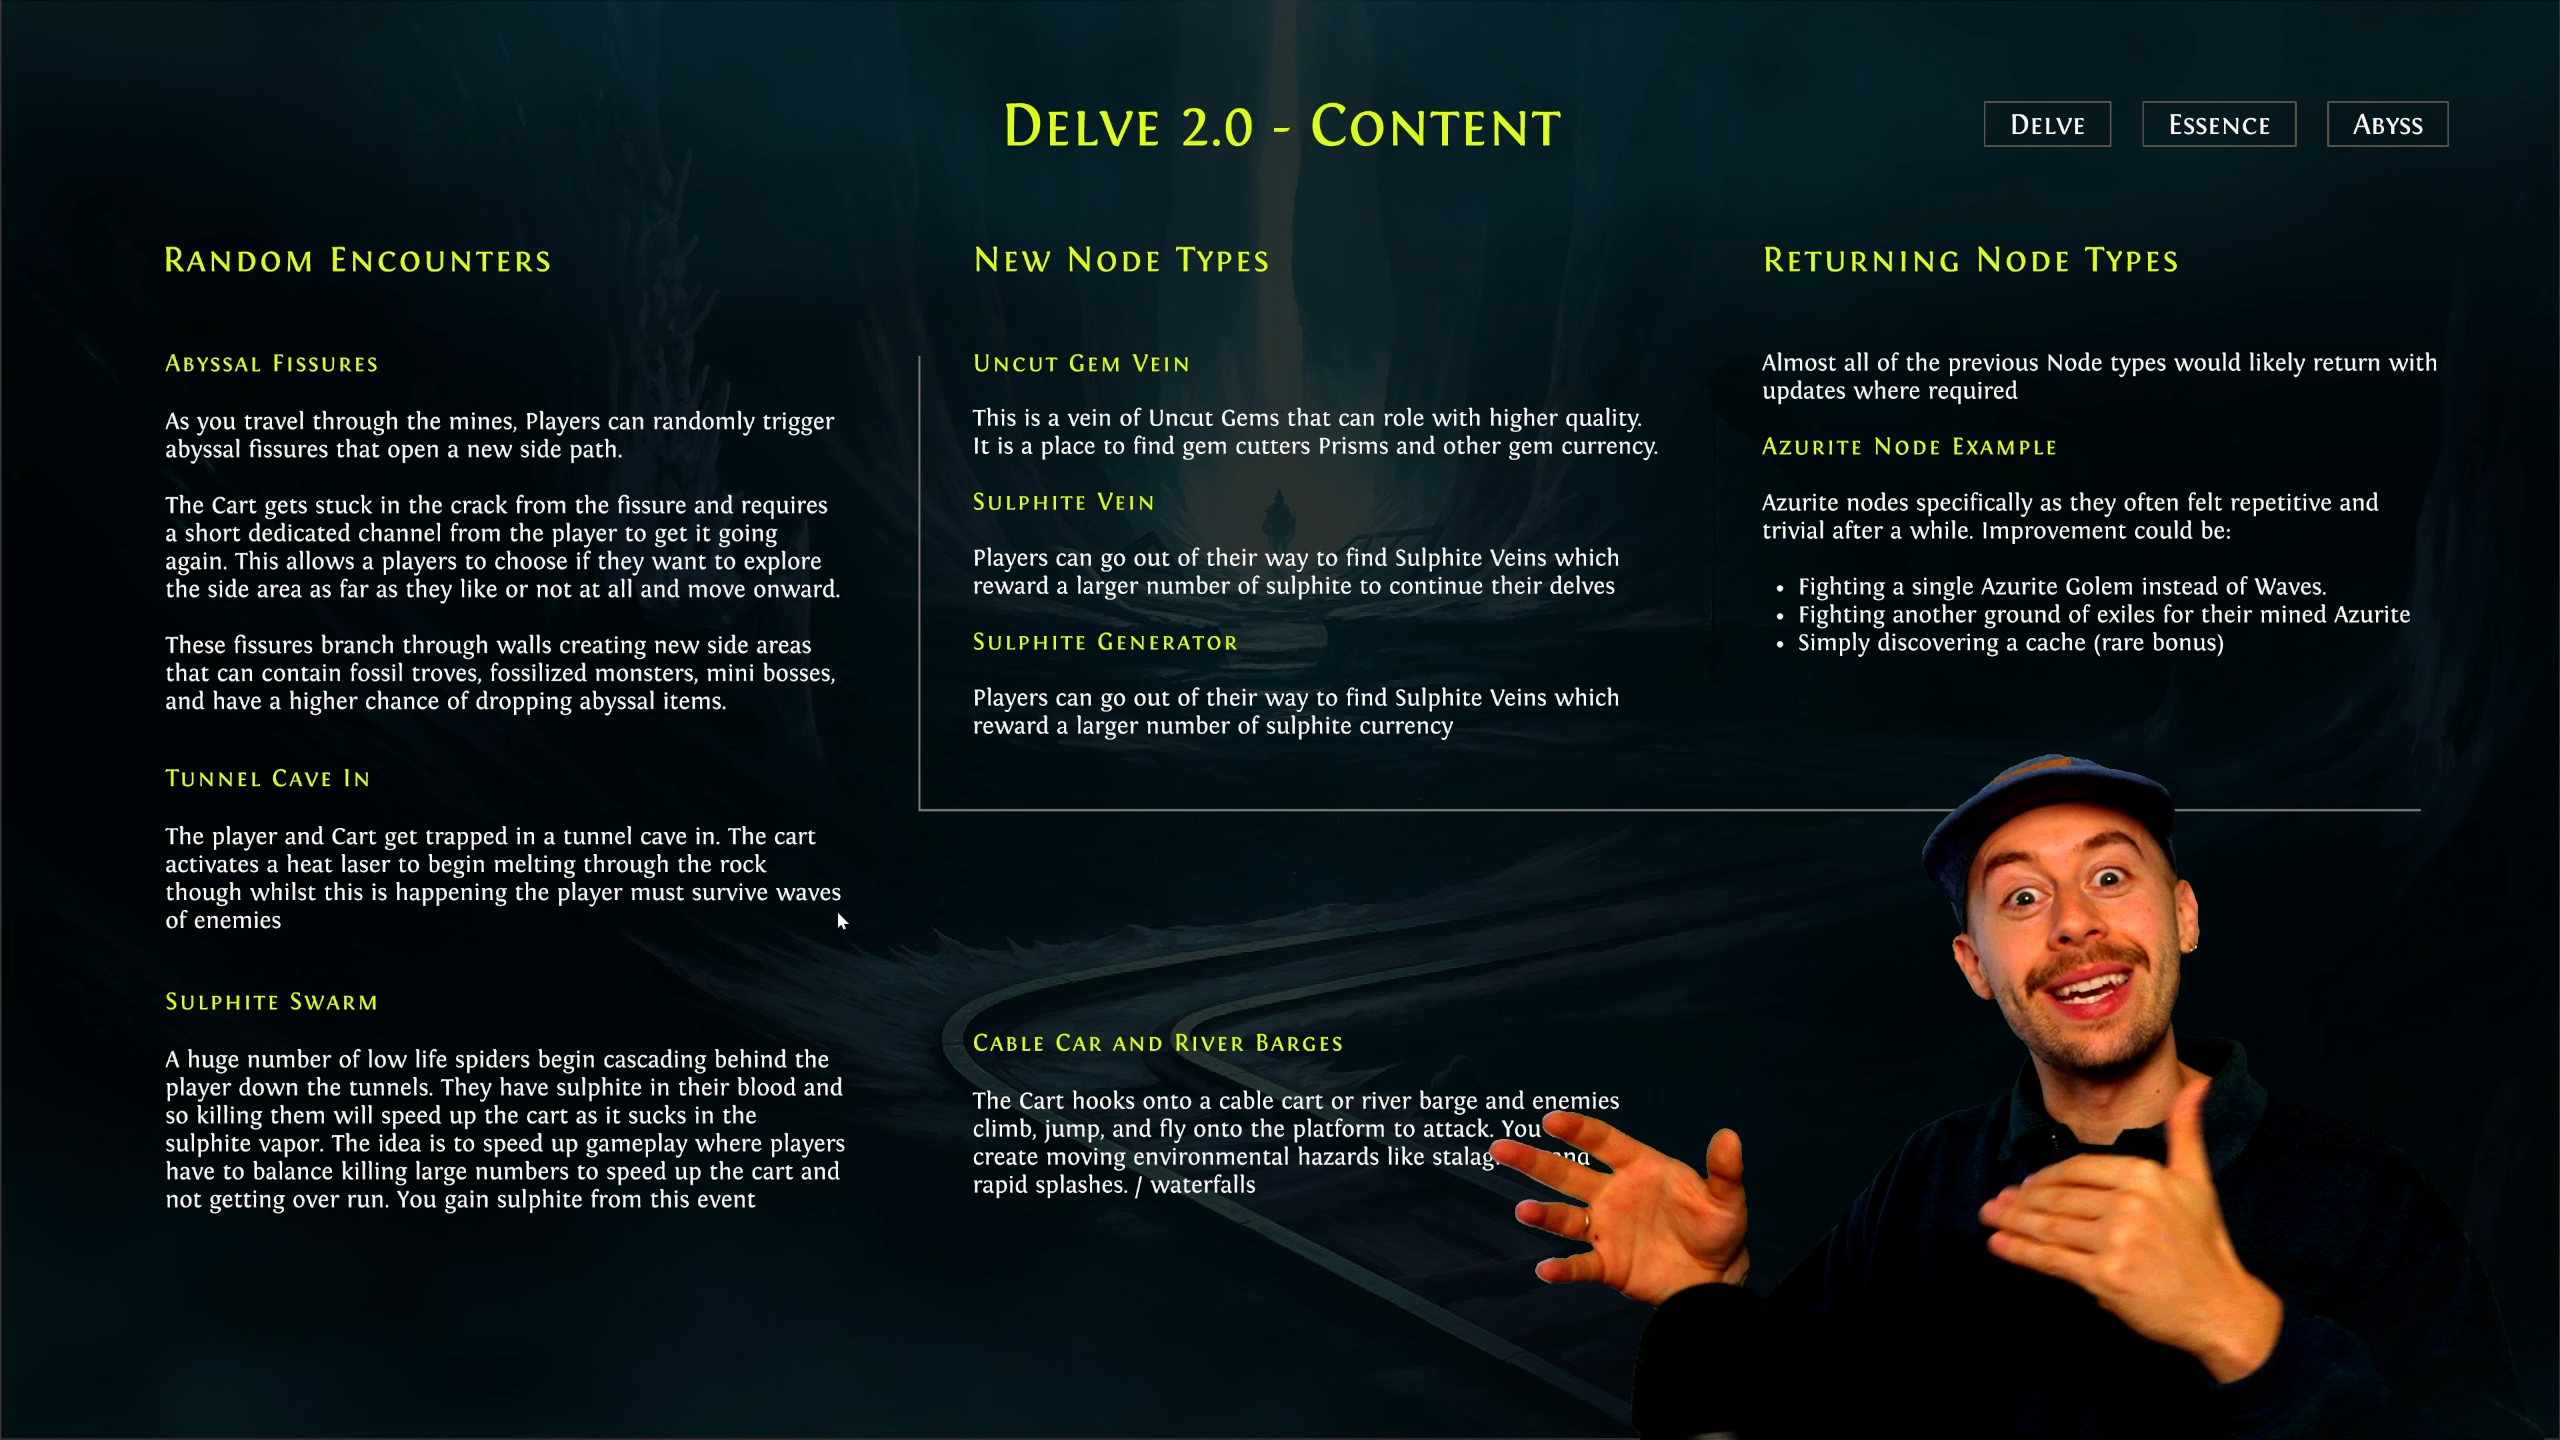 Delve 2.0 - Content
Delve
Essence
Abyss
Random Encounters
Abyssal Fissures
As you travel through the mines, Players can randomly trigger
abyssal fissures that open a new side path.
The Cart gets stuck in the crack from the fissure and requires
a short dedicated channel from the player to get it going
again. This allows a players to choose if they want to explore
the side area as far as they like or not at all and move onward.
These fissures branch through walls creating new side areas
that can contain fossil troves, fossilized monsters, mini bosses,
and have a higher chance of dropping abyssal items.
Tunnel Cave In
The player and Cart get trapped in a tunnel cave in. The cart
activates a heat laser to begin melting through the rock
though whilst this is happening the player must survive waves
of enemies
Sulphite Swarm
A huge number of low life spiders begin cascading behind the
player down the tunnels. They have sulphite in their blood and
so killing them will speed up the cart as it sucks in the
sulphite vapor. The idea is to speed up gameplay where players
have to balance killing large numbers to speed up the cart and
not getting over run. You gain sulphite from this event
New Node Types
Uncut Gem Vein
This is a vein of Uncut Gems that can role with higher quality.
It is a place to find gem cutters Prisms and other gem currency.
Sulphite Vein
Players can go out of their way to find Sulphite Veins which
reward a larger number of sulphite to continue their delves
Sulphite Generator
Players can go out of their way to find Sulphite Veins which
reward a larger number of sulphite currency
Returning Node Types
Almost all of the previous Node types would likely return with
updates where required
Azurite Node Example
Azurite nodes specifically as they often felt repetitive and
trivial after a while. Improvement could be:
• Fighting a single Azurite Golem instead of Waves.
• Fighting another ground of exiles for their mined Azurite
• Simply discovering a cache (rare bonus)
Cable Car and River Barges
The Cart hooks onto a cable cart or river barge and enemies
climb, jump, and fly onto the platform to attack. You
create moving environmental hazards like
rapid splashes. / waterfalls